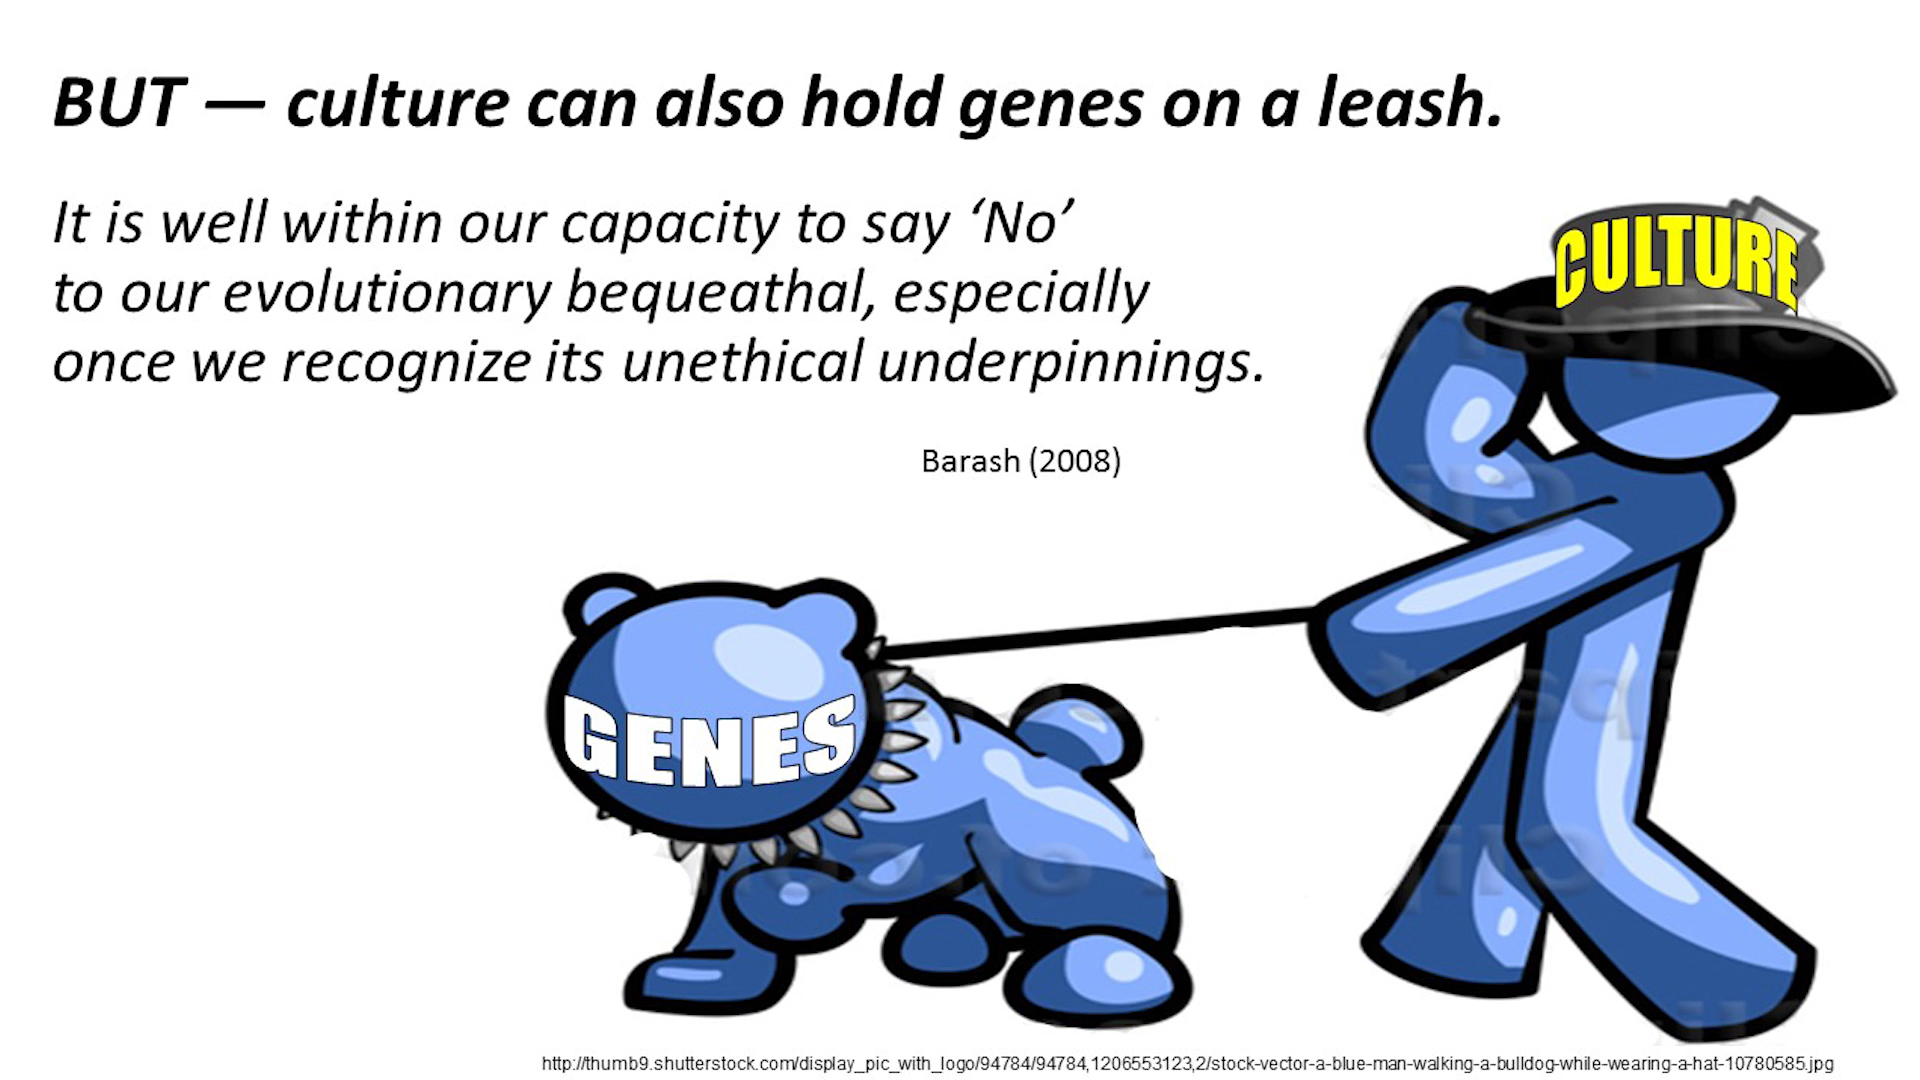 BUT — culture can also hold genes on a leash.
It is well within our capacity to say ‘No’
to our evolutionary bequeathal, especially
once we recognize its unethical underpinnings.
Barash (2008)
CULTURE
GENES
http://thumb9.shutterstock.com/display_pic_with_logo/94784/94784,1206553123,2/stock-vector-a-blue-man-walking-a-bulldog-while-wearing-a-hat-10780585.jpg